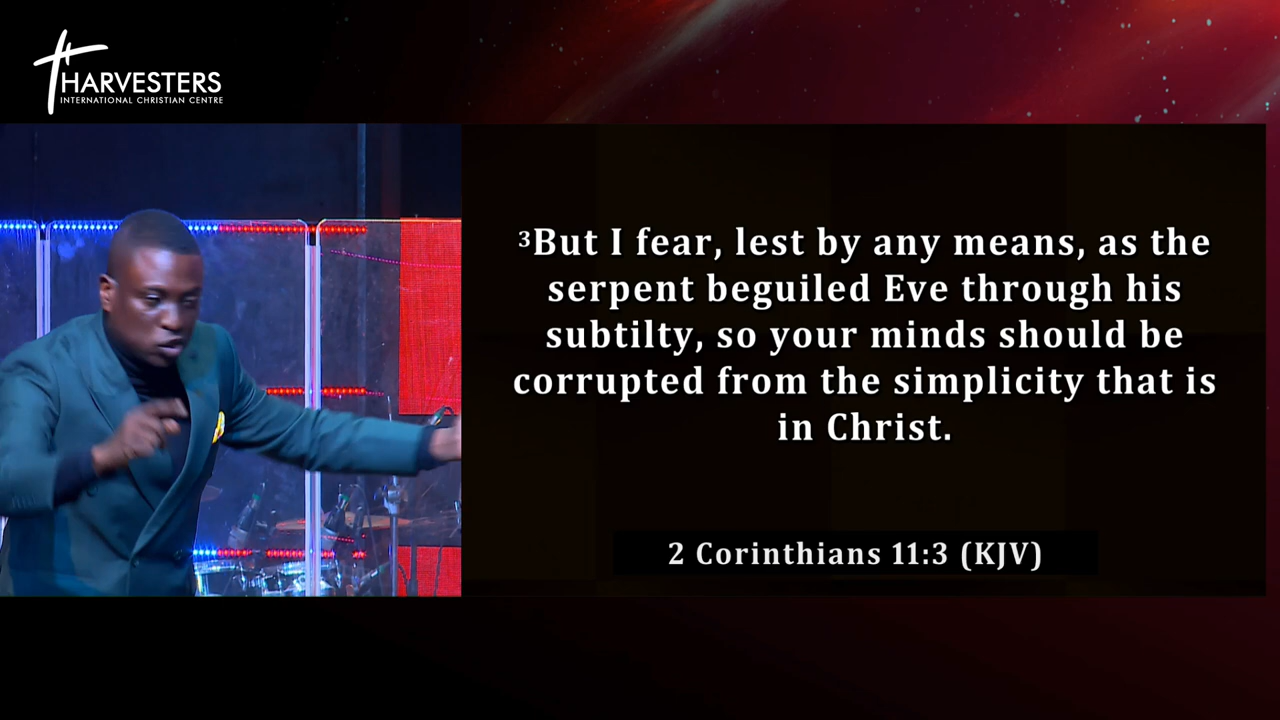 HARVESTERS
INTERNATIONAL CHRISTIAN CENTRE
³But I fear, lest by any means, as the
serpent beguiled Eve through his
subtilty, so your minds should be
corrupted from the simplicity that is
in Christ.
2 Corinthians 11:3 (KJV)